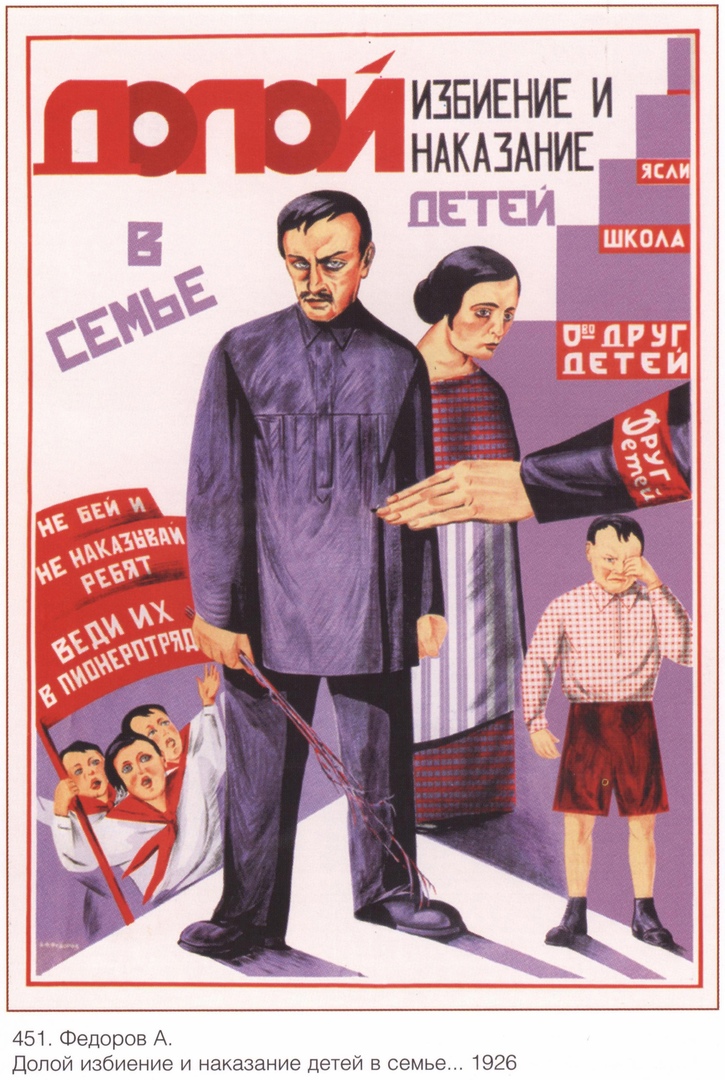 ДОЛОЙ ИЗБИЕНИЕ И
НАКАЗАНИЕ
ДЕТЕЙ
В
СЕМЬЕ
ЯСЛИ
ШКОЛА
О-ВО ДРУГ
ДЕТЕЙ
Друг
Детей
НЕ БЕЙ И
НЕ НАКАЗЫВАЙ
РЕБЯТ
ВЕДИ ИХ
В ПИОНЕРОТРЯД
451. Федоров А.
Долой избиение и наказание детей в семье... 1926